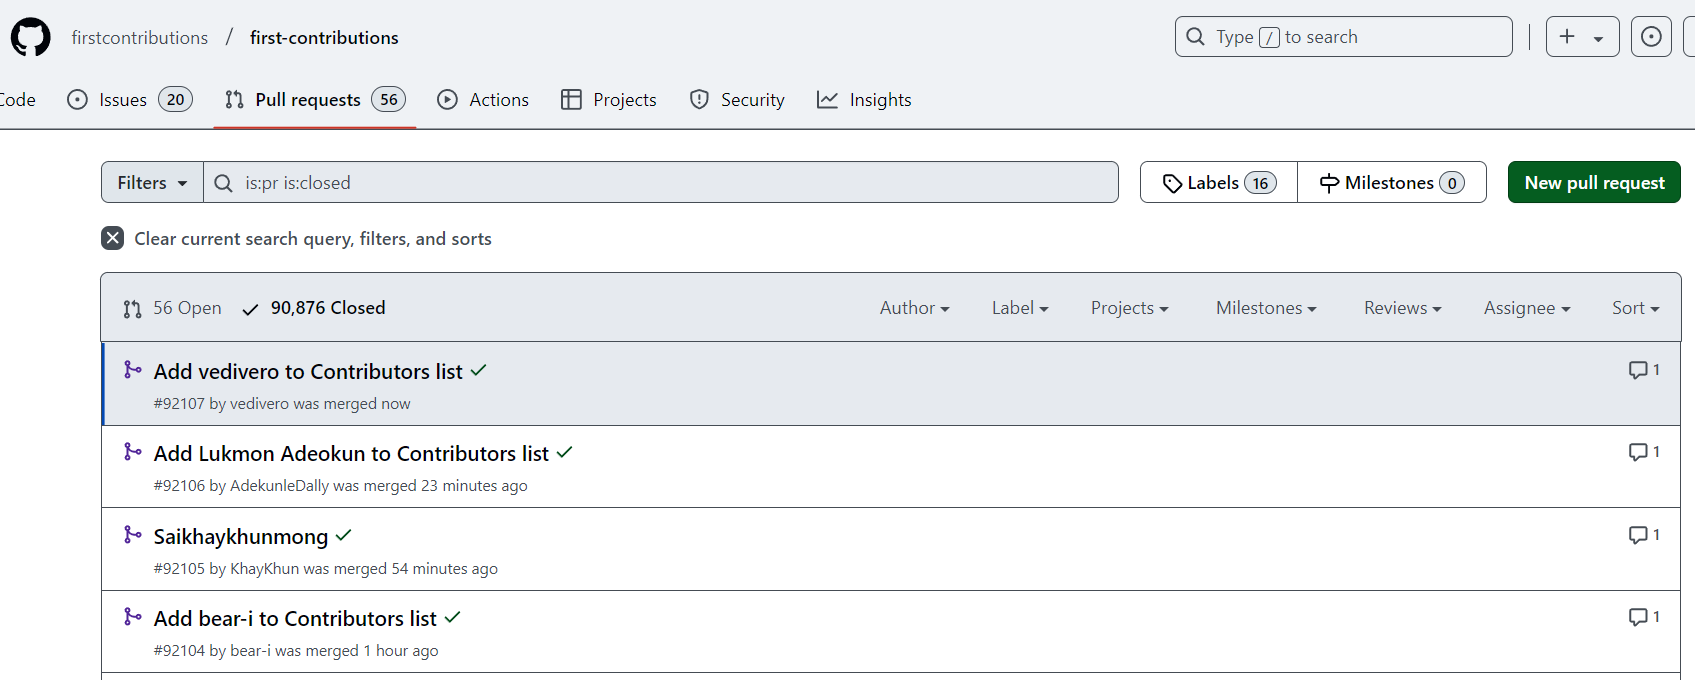 firstcontributions / first-contributions
Type / to search
Code Issues 20 Pull requests 56 Actions Projects Security Insights
Filters is:pr is:closed Labels 16 Milestones 0 New pull request
Clear current search query, filters, and sorts
56 Open 90,876 Closed Author Label Projects Milestones Reviews Assignee Sort
Add vedivero to Contributors list 1
#92107 by vedivero was merged now
Add Lukmon Adeokun to Contributors list 1
#92106 by AdekunleDally was merged 23 minutes ago
Saikhaykhunmong 1
#92105 by KhayKhun was merged 54 minutes ago
Add bear-i to Contributors list 1
#92104 by bear-i was merged 1 hour ago